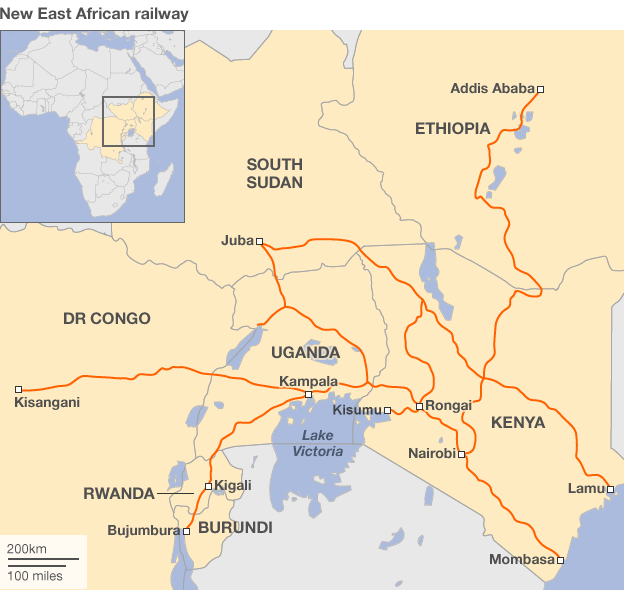 New East African railway
Addis Ababa
ETHIOPIA
SOUTH
SUDAN
Juba
DR CONGO
UGANDA
Kampala
Kisangani
Kisumu
Rongai
KENYA
Lake
Victoria
Nairobi
Kigali
Lamu
RWANDA
Bujumbura
BURUNDI
200km
100 miles
Mombasa